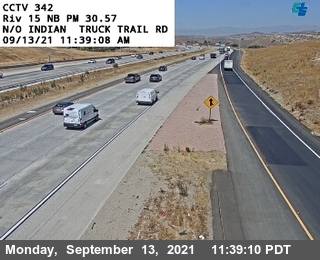 CCTV 342
Riv 15 NB PM 30.57
N/O INDIAN TRUCK TRAIL RD
09/13/21 11:39:08 AM
Monday, September 13, 2021 11:39:10 PDT